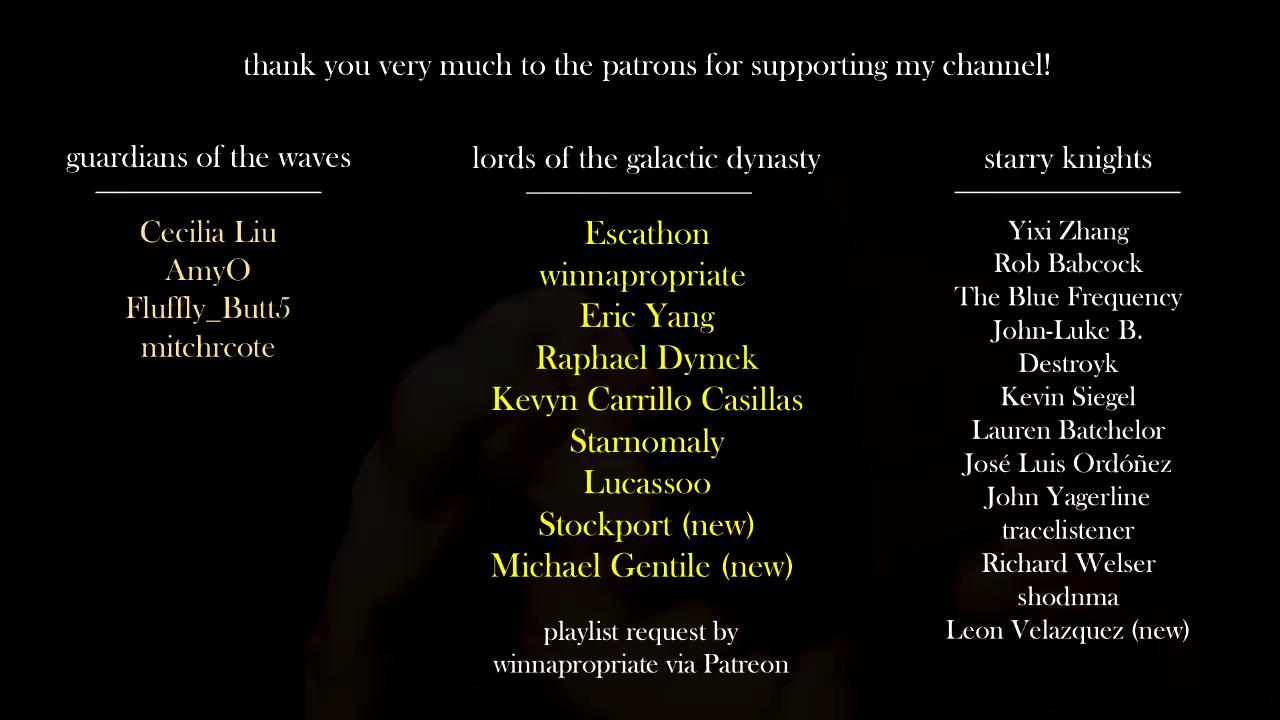 thank you very much to the patrons for supporting my channel!
guardians of the waves
Cecilia Liu
AmyO
Fluffly_Butt5
mitchrcote
lords of the galactic dynasty
Escathon
winnapropriate
Eric Yang
Raphael Dymek
Kevyn Carrillo Casillas
Starnomaly
Lucassoo
Stockport (new)
Michael Gentile (new)
playlist request by
winnapropriate via Patreon
starry knights
Yixi Zhang
Rob Babcock
The Blue Frequency
John-Luke B.
Destroyk
Kevin Siegel
Lauren Batchelor
José Luis Ordóñez
John Yagerline
tracelistener
Richard Welser
shodnma
Leon Velazquez (new)